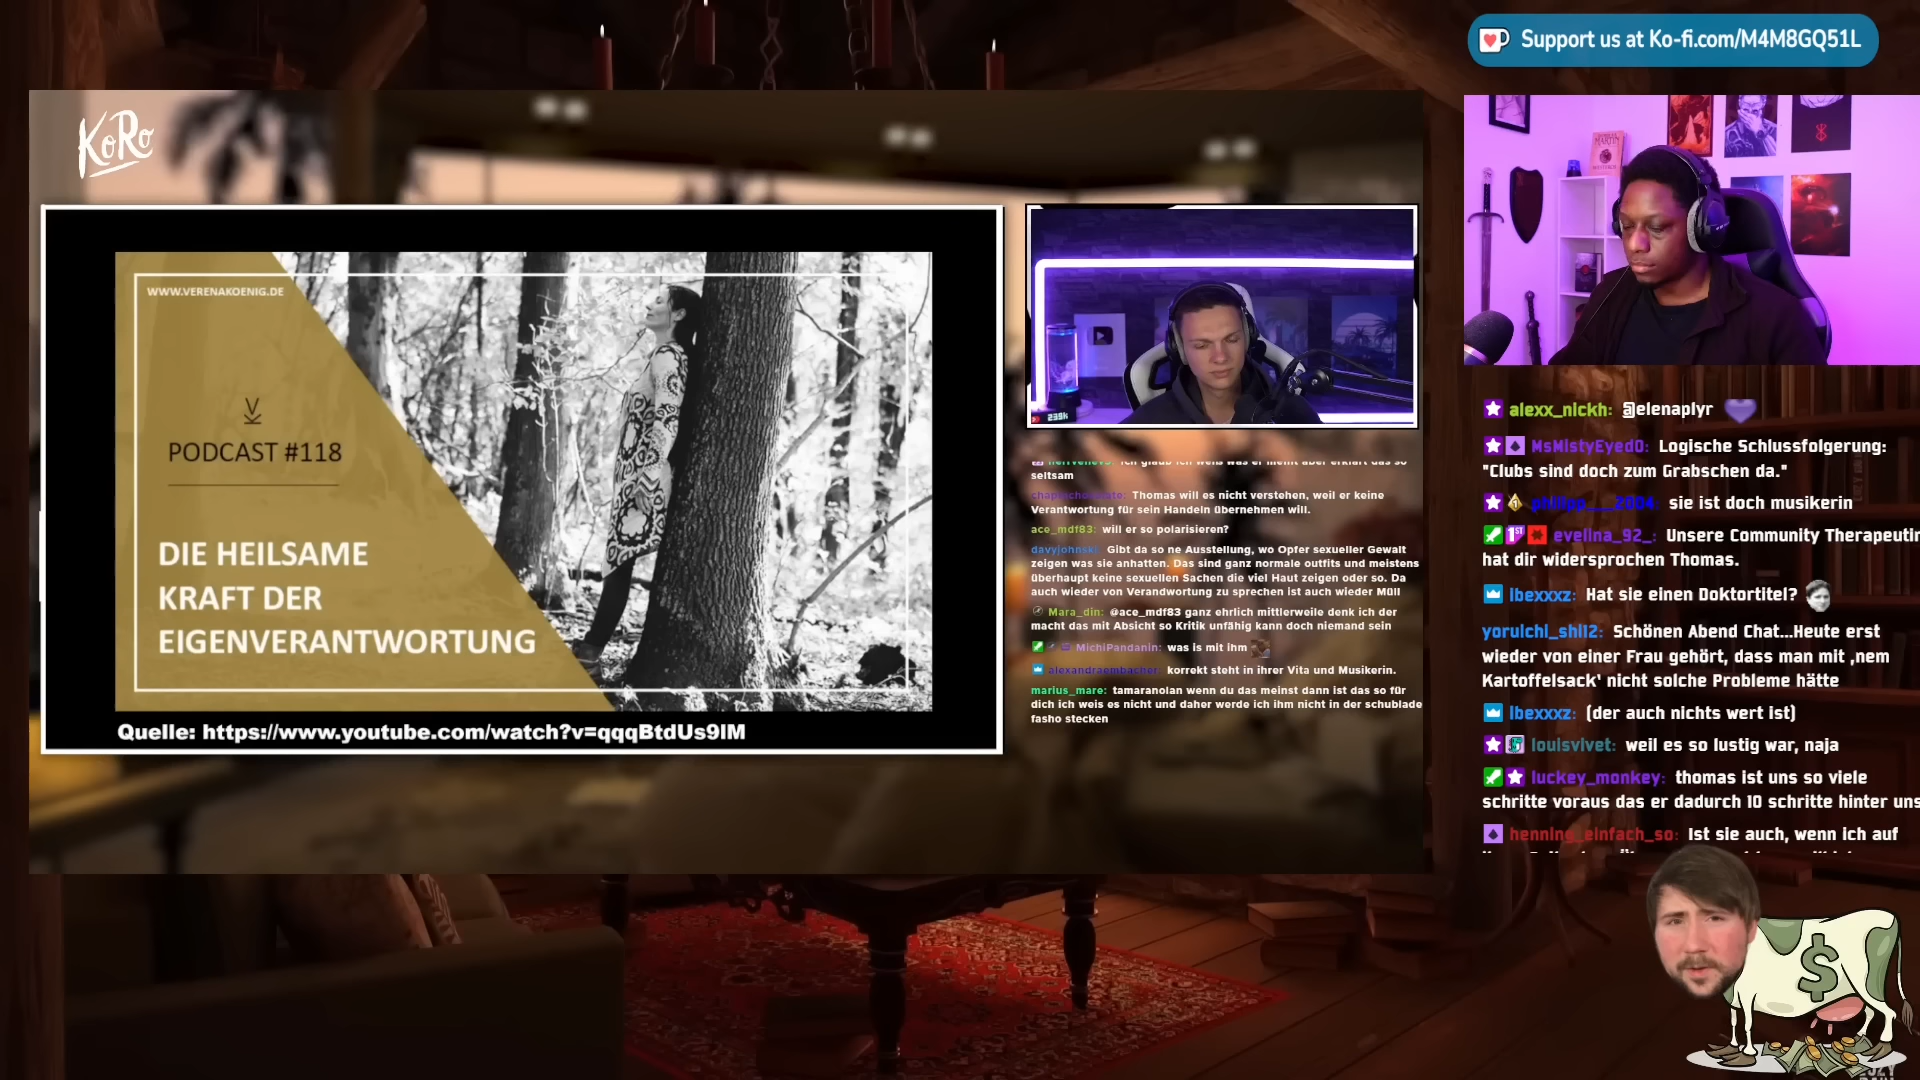 Support us at Ko-fi.com/M4M8GQ51L
KoRo
WWW.VERENAKOENIG.DE
PODCAST #118
DIE HEILSAME
KRAFT DER
EIGENVERANTWORTUNG
Quelle: https://www.youtube.com/watch?v=qqqBtdUs9lM
239k
seitsam
Thomas will es nicht verstehen, weil er keine
Verantwortung für sein Handeln übernehmen will.
ace_mdf83: will er so polarisieren?
davyjohnski: Gibt da so ne Ausstellung, wo Opfer sexueller Gewalt
zeigen was sie anhatten. Das sind ganz normale outfits und meistens
überhaupt keine sexuellen Sachen die viel Haut zeigen oder so. Da
auch wieder von Verandwortung zu sprechen ist auch wieder Müll
Mara_din: @ace_mdf83 ganz ehrlich mittlerweile denk ich der
macht das mit Absicht so Kritik unfähig kann doch niemand sein
MichiPandanin: was is mit ihm
alexandraembacher: korrekt steht in ihrer Vita und Musikerin.
marius_mare: tamaranoian wenn du das meinst dann ist das so für
dich ich weis es nicht und daher werde ich ihm nicht in der schublade
fasho stecken
alexx_nickh: @elenaplyr
MsMistyEyed0: Logische Schlussfolgerung:
"Clubs sind doch zum Grabschen da."
philipp___2004: sie ist doch musikerin
evelina_92_: Unsere Community Therapeutin
hat dir widersprochen Thomas.
lbexxxz: Hat sie einen Doktortitel?
yoruichi_shi12: Schönen Abend Chat...Heute erst
wieder von einer Frau gehört, dass man mit ‚nem
Kartoffelsack' nicht solche Probleme hätte
lbexxxz: (der auch nichts wert ist)
louisvivet: weil es so lustig war, naja
luckey_monkey: thomas ist uns so viele
schritte voraus das er dadurch 10 schritte hinter uns
henning_einfach_so: Ist sie auch, wenn ich auf
$